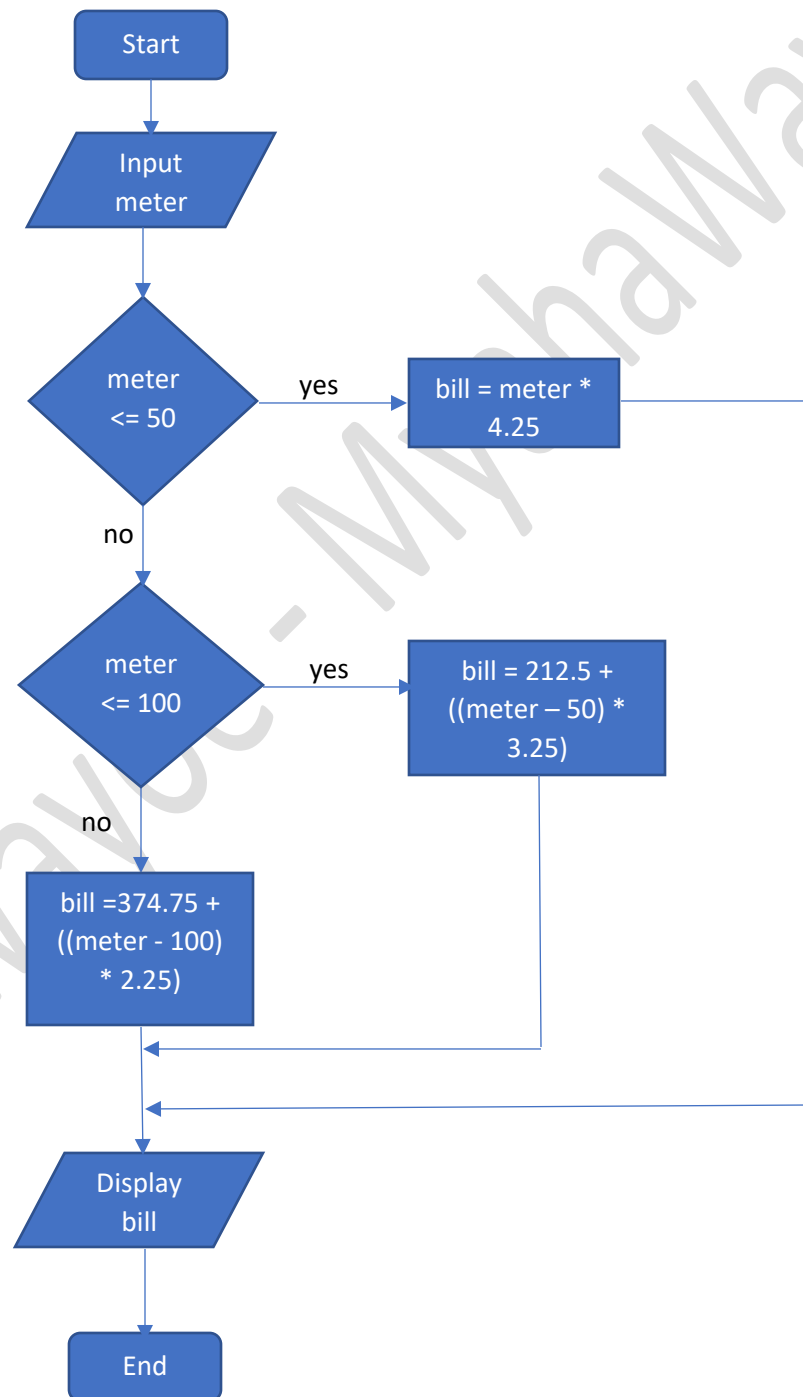 Start
Input
meter
meter
<= 50
yes
bill = meter *
4.25
no
meter
<= 100
yes
bill = 212.5 +
((meter – 50) *
3.25)
no
bill =374.75 +
((meter - 100)
* 2.25)
Display
bill
End